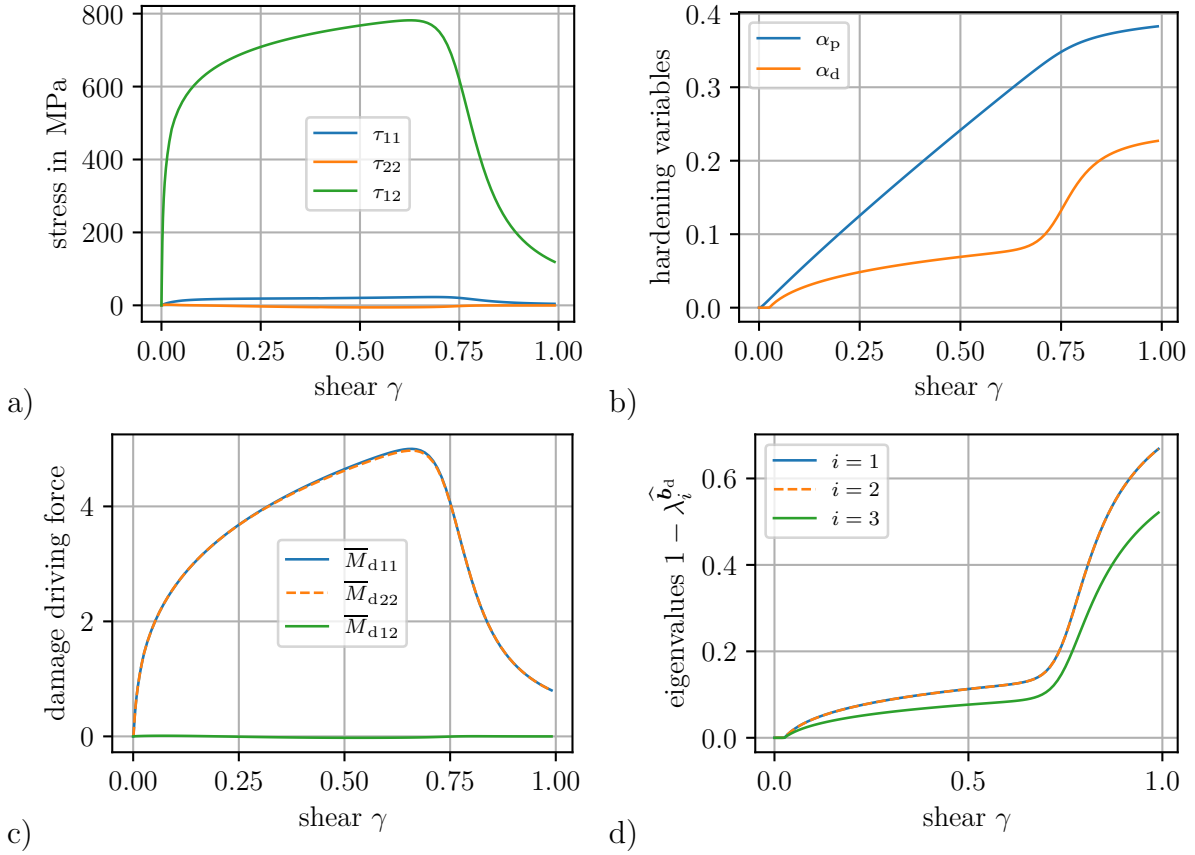 800
600
400
200
0
stress in MPa
τ11
τ22
τ12
0.00 0.25 0.50 0.75 1.00
shear γ
a)
0.4
0.3
0.2
0.1
0.0
hardening variables
αp
αd
0.00 0.25 0.50 0.75 1.00
shear γ
b)
4
2
0
damage driving force
M̅d11
M̅d22
M̅d12
0.00 0.25 0.50 0.75 1.00
shear γ
c)
0.6
0.4
0.2
0.0
eigenvalues 1 − λ_i^{b̂_d}
i = 1
i = 2
i = 3
0.0 0.5 1.0
shear γ
d)